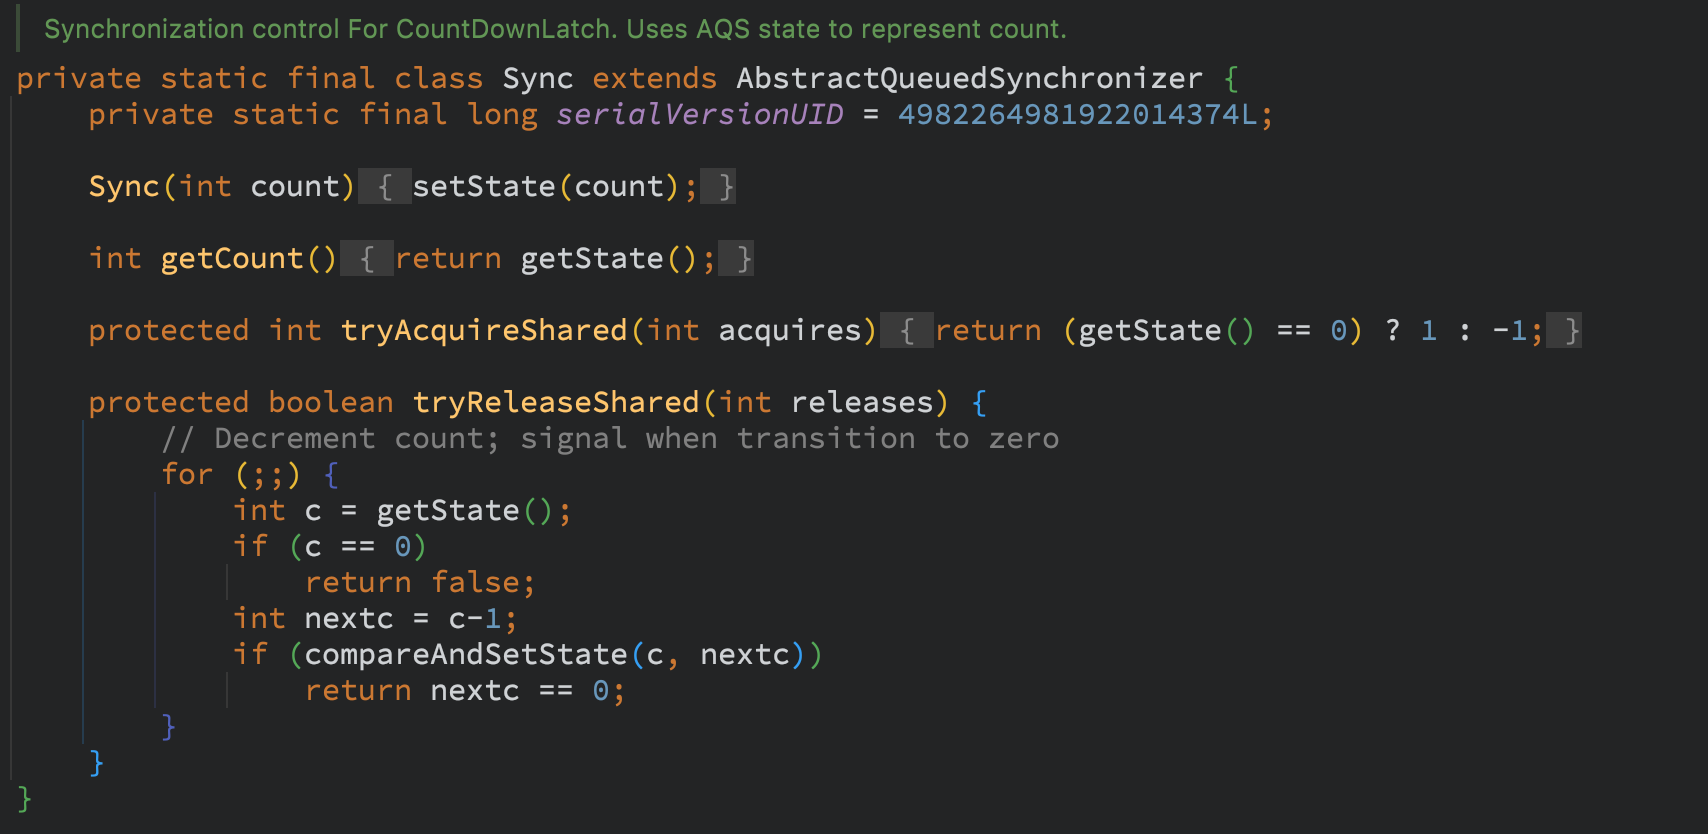 Synchronization control For CountDownLatch. Uses AQS state to represent count.
private static final class Sync extends AbstractQueuedSynchronizer {
    private static final long serialVersionUID = 4982264981922014374L;

    Sync(int count) { setState(count); }

    int getCount() { return getState(); }

    protected int tryAcquireShared(int acquires) { return (getState() == 0) ? 1 : -1; }

    protected boolean tryReleaseShared(int releases) {
        // Decrement count; signal when transition to zero
        for (;;) {
            int c = getState();
            if (c == 0)
                return false;
            int nextc = c-1;
            if (compareAndSetState(c, nextc))
                return nextc == 0;
        }
    }
}